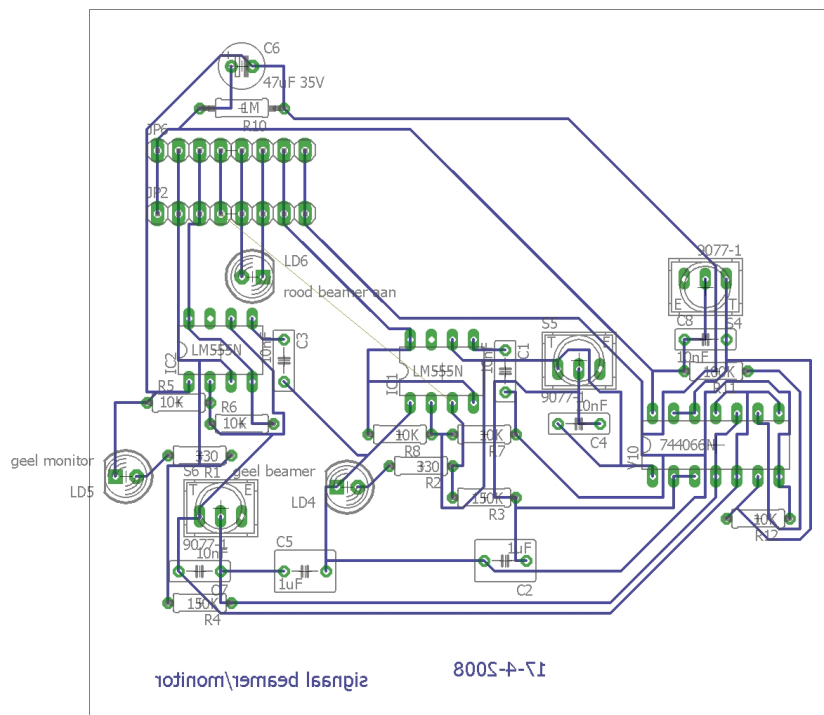 C6
47uF 35V
1M
R10
JP6
JP2
LD6
rood beamer aan
9077-1
E T
C8 S4
10nF
100K
R11
IC2
LM555N
10nF
C3
IC1
LM555N
10nF
C1
S5
T E
9077-1
10nF
C4
V10
744066N
R5
10K
R6
10K
10K
R8
10K
R7
geel monitor
330
R1
geel beamer
330
R2
LD5
S6
T E
LD4
150K
R3
10K
R12
9077-1
10nF
C7
C5
1uF
1uF
C2
150K
R4
17-4-2008
signaal beamer/monitor